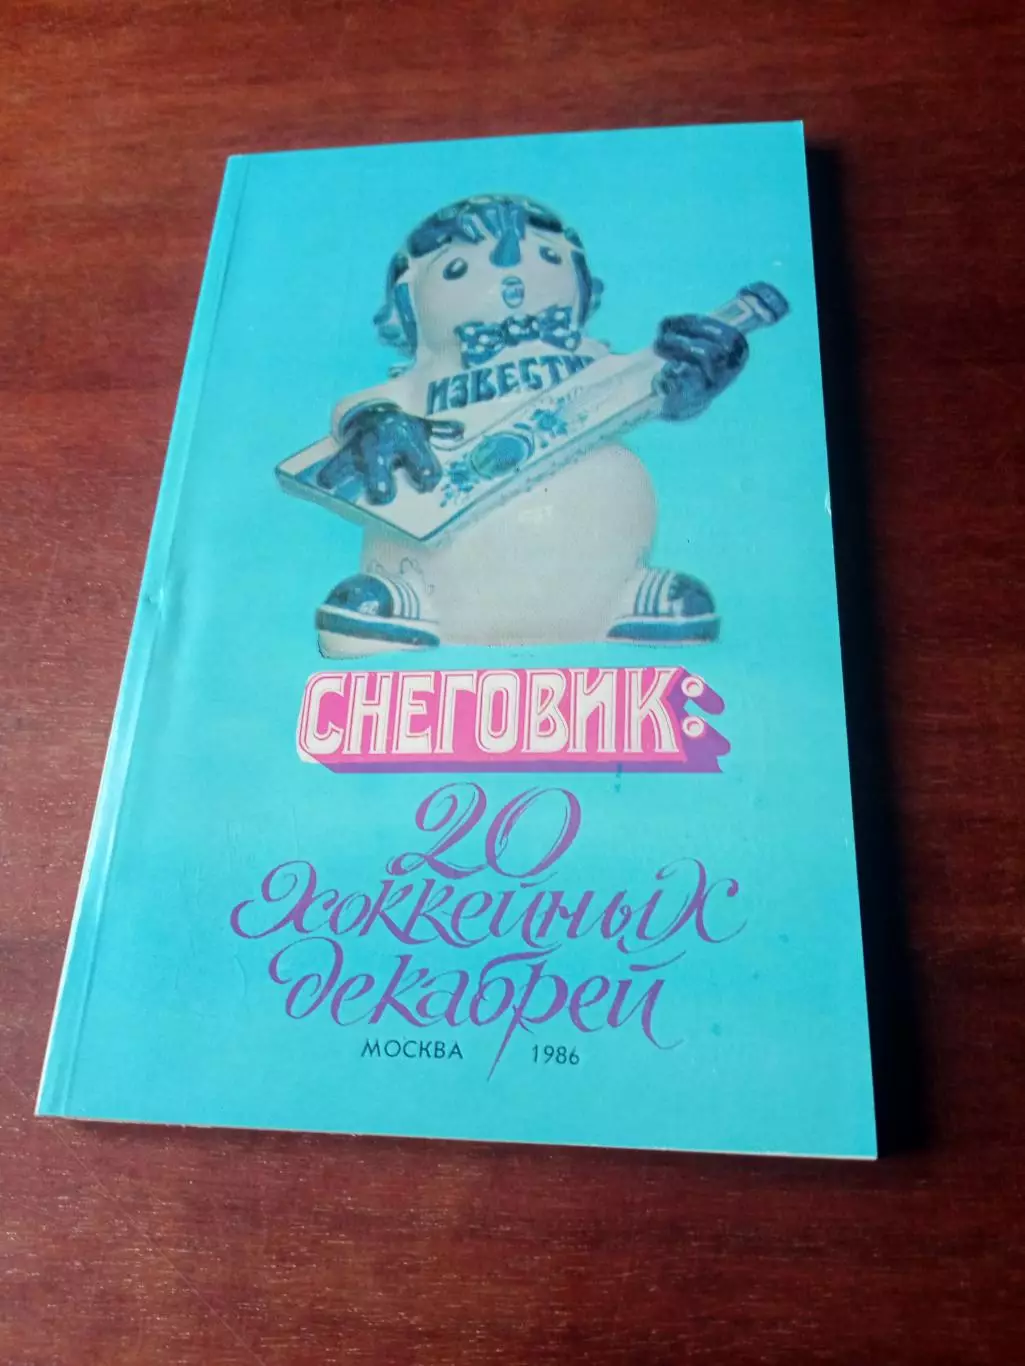 ИЗВЕСТИ
СНЕГОВИК:
20
хоккейных
декабрей
МОСКВА 1986